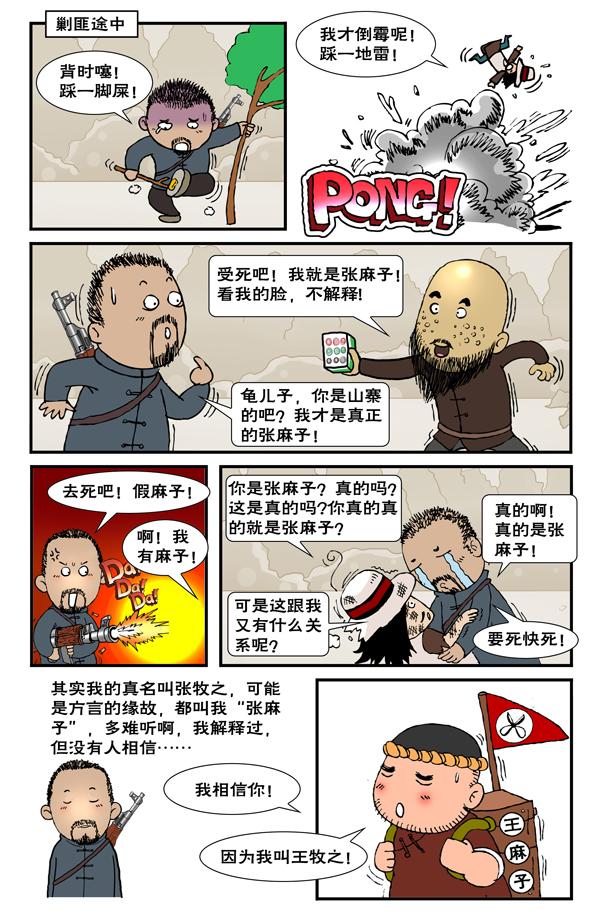 剿匪途中
背时噻！
踩一脚屎！
我才倒霉呢！
踩一地雷！
PONG!
受死吧！我就是张麻子！
看我的脸，不解释！
龟儿子，你是山寨
的吧？我才是真正
的张麻子！
去死吧！假麻子！
啊！我
有麻子！
Da!
Da!
Da!
你是张麻子？真的吗？
这是真的吗？你真的真
的就是张麻子？
真的啊！
真的是张
麻子！
可是这跟我
又有什么关
系呢？
要死快死！
其实我的真名叫张牧之，可能
是方言的缘故，都叫我“张麻
子”，多难听啊，我解释过，
但没有人相信……
我相信你！
因为我叫王牧之！
王
麻
子